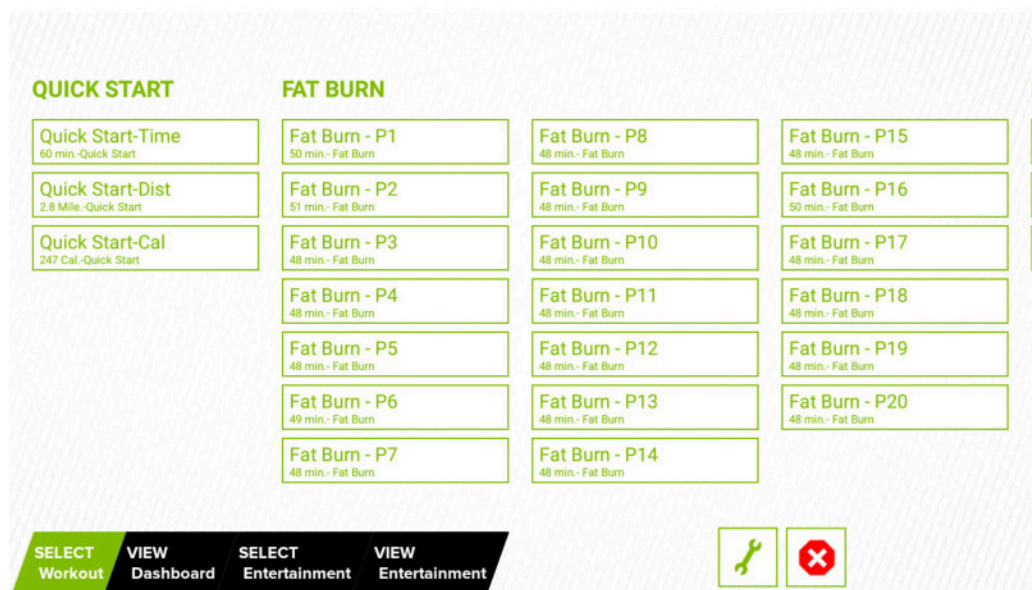 QUICK START
Quick Start-Time
60 min.-Quick Start
Quick Start-Dist
2.8 Mile.-Quick Start
Quick Start-Cal
247 Cal.-Quick Start
FAT BURN
Fat Burn - P1
50 min.- Fat Burn
Fat Burn - P2
51 min.- Fat Burn
Fat Burn - P3
48 min.- Fat Burn
Fat Burn - P4
48 min.- Fat Burn
Fat Burn - P5
48 min.- Fat Burn
Fat Burn - P6
49 min.- Fat Burn
Fat Burn - P7
48 min.- Fat Burn
Fat Burn - P8
48 min.- Fat Burn
Fat Burn - P9
48 min.- Fat Burn
Fat Burn - P10
48 min.- Fat Burn
Fat Burn - P11
48 min.- Fat Burn
Fat Burn - P12
48 min.- Fat Burn
Fat Burn - P13
48 min.- Fat Burn
Fat Burn - P14
48 min.- Fat Burn
Fat Burn - P15
48 min.- Fat Burn
Fat Burn - P16
50 min.- Fat Burn
Fat Burn - P17
48 min.- Fat Burn
Fat Burn - P18
48 min.- Fat Burn
Fat Burn - P19
48 min.- Fat Burn
Fat Burn - P20
48 min.- Fat Burn
SELECT
Workout
VIEW
Dashboard
SELECT
Entertainment
VIEW
Entertainment